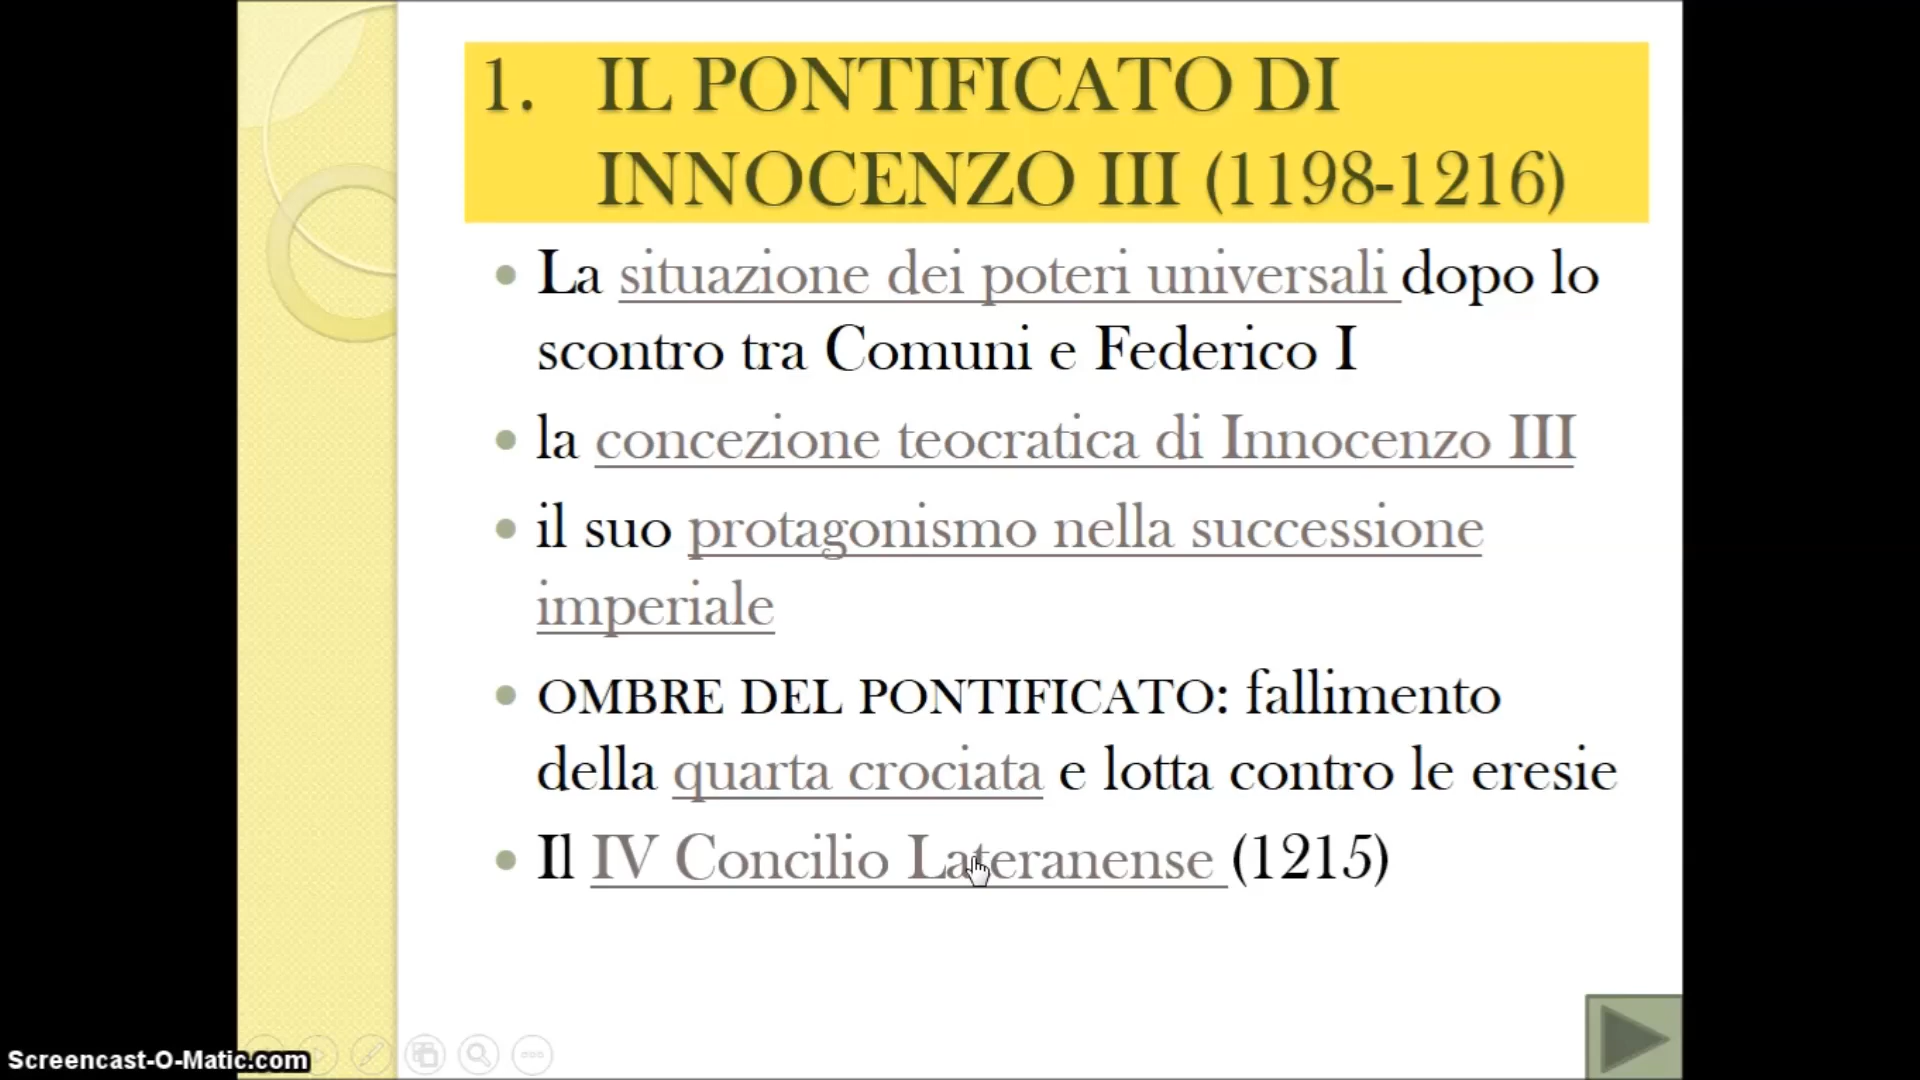 1. IL PONTIFICATO DI
INNOCENZO III (1198-1216)
• La situazione dei poteri universali dopo lo
scontro tra Comuni e Federico I
• la concezione teocratica di Innocenzo III
• il suo protagonismo nella successione
imperiale
• OMBRE DEL PONTIFICATO: fallimento
della quarta crociata e lotta contro le eresie
• Il IV Concilio Lateranense (1215)
Screencast-O-Matic.com